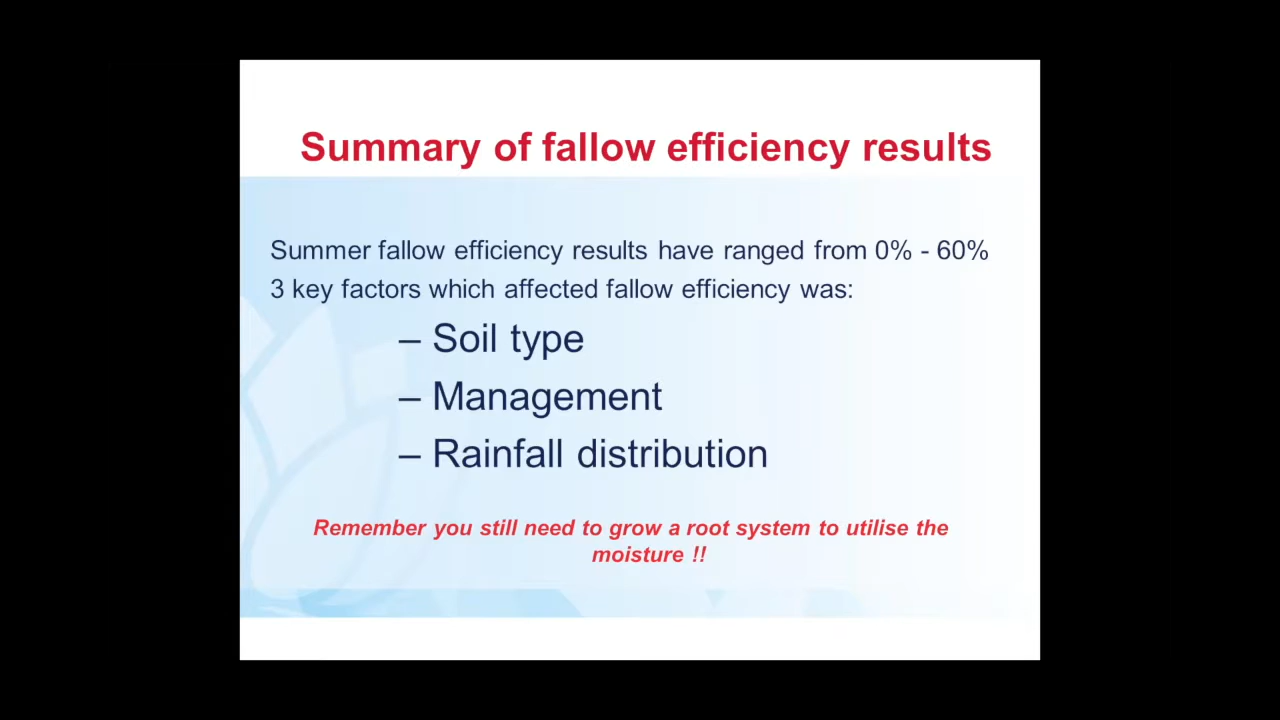 Summary of fallow efficiency results
Summer fallow efficiency results have ranged from 0% - 60%
3 key factors which affected fallow efficiency was:
– Soil type
– Management
– Rainfall distribution
Remember you still need to grow a root system to utilise the
moisture !!